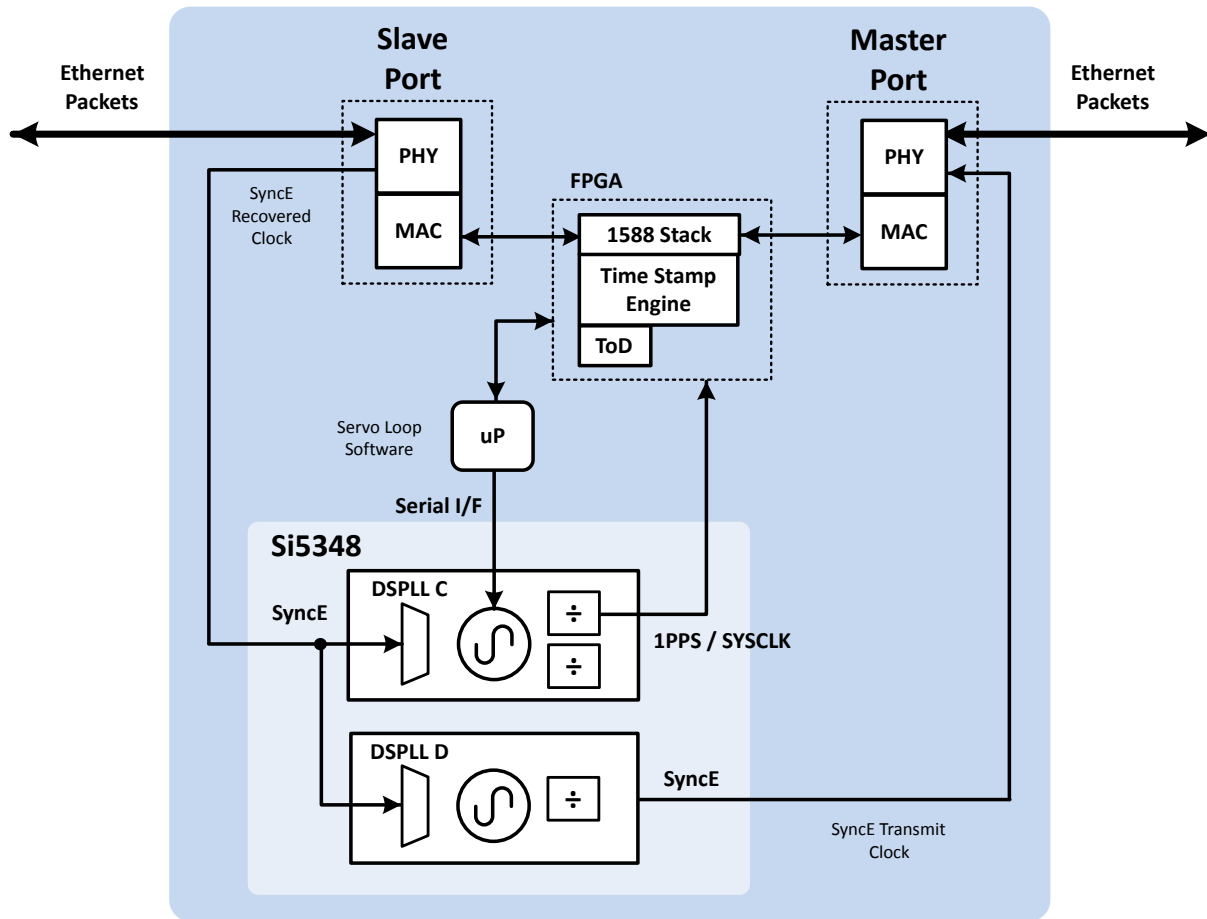 Slave
Port
Master
Port
Ethernet
Packets
Ethernet
Packets
PHY
MAC
PHY
MAC
SyncE
Recovered
Clock
FPGA
1588 Stack
Time Stamp
Engine
ToD
Servo Loop
Software
uP
Serial I/F
Si5348
DSPLL C
SyncE
÷
÷
1PPS / SYSCLK
DSPLL D
÷
SyncE
SyncE Transmit
Clock